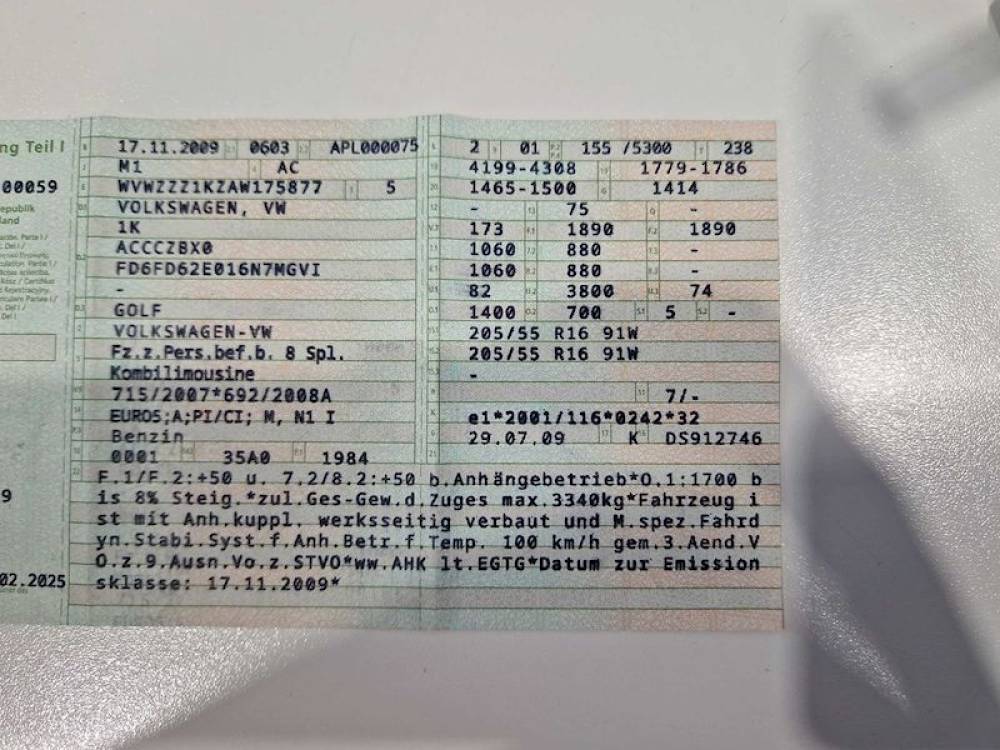 ng Teil I
00059
epublik
land
9
02.2025
17.11.2009 0603 APL000075
M1 AC
WVWZZZ1KZAW175877 5
VOLKSWAGEN, VW
1K
ACCCZBX0
FD6FD62E016N7MGVI
-
GOLF
VOLKSWAGEN-VW
Fz.z.Pers.bef.b. 8 Spl.
Kombilimousine
715/2007*692/2008A
EURO5;A;PI/CI; M, N1 I
Benzin
0001 35A0 1984
2 01 155 /5300 238
4199-4308 1779-1786
1465-1500 1414
- 75 -
173 1890 1890
1060 880 -
1060 880 -
82 3800 74
1400 700 5 -
205/55 R16 91W
205/55 R16 91W
-
7/-
e1*2001/116*0242*32
29.07.09 K DS912746
F.1/F.2:+50 u. 7.2/8.2:+50 b.Anhängebetrieb*O.1:1700 b
is 8% Steig.*zul.Ges-Gew.d.Zuges max.3340kg*Fahrzeug i
st mit Anh.kuppl. werksseitig verbaut und M.spez.Fahrd
yn.Stabi.Syst.f.Anh.Betr.f.Temp. 100 km/h gem.3.Aend.V
O.z.9.Ausn.Vo.z.STVO*ww.AHK lt.EGTG*Datum zur Emission
sklasse: 17.11.2009*